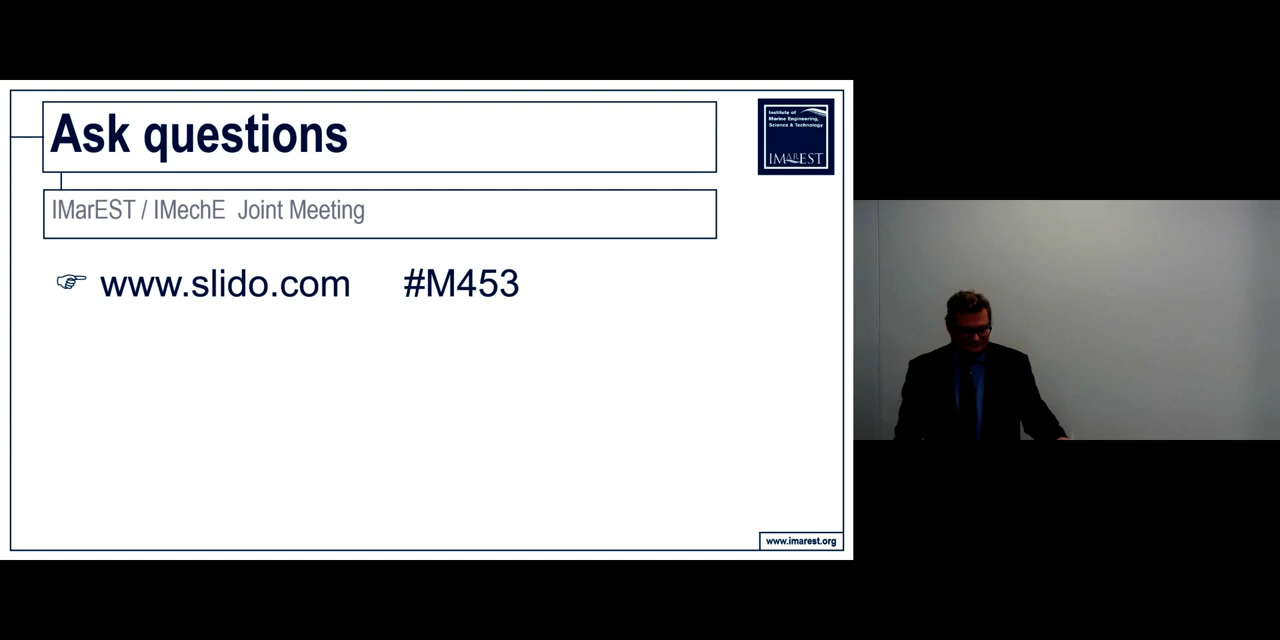 Ask questions
IMarEST / IMechE Joint Meeting
www.slido.com #M453
Institute of
Marine Engineering,
Science & Technology
IMarEST
www.imarest.org